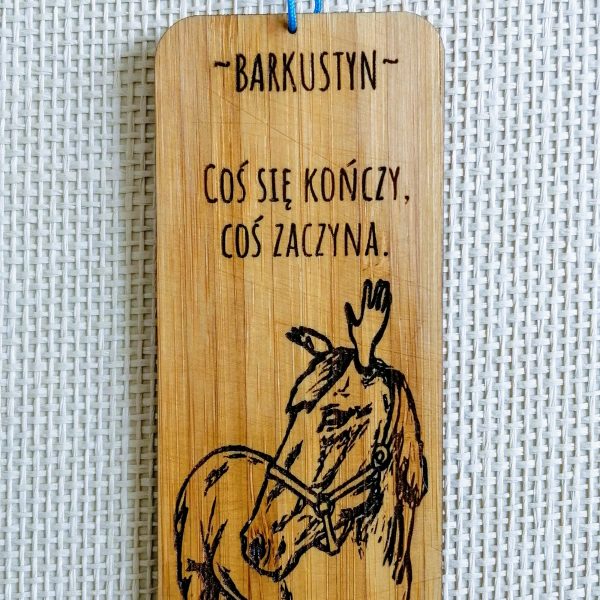 ~BARKUSTYN~
COŚ SIĘ KOŃCZY,
COŚ ZACZYNA.